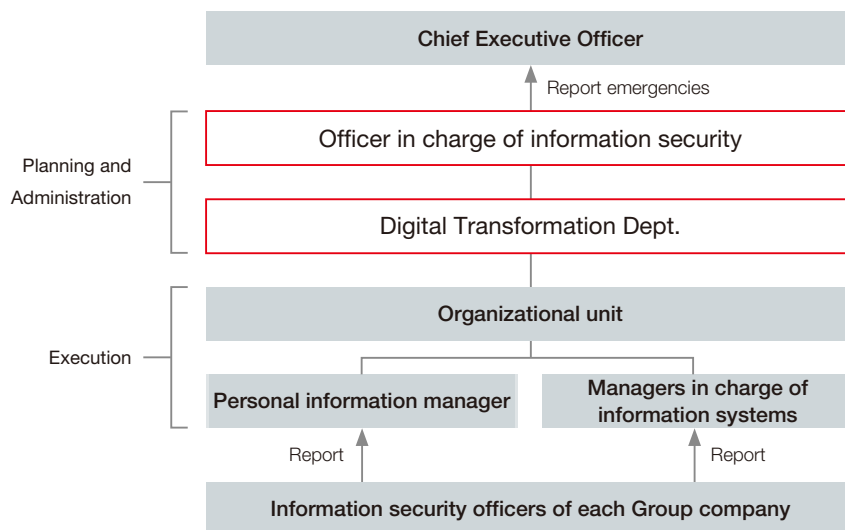 Chief Executive Officer
Report emergencies
Officer in charge of information security
Planning and
Administration
Digital Transformation Dept.
Organizational unit
Execution
Personal information manager
Managers in charge of
information systems
Report
Report
Information security officers of each Group company